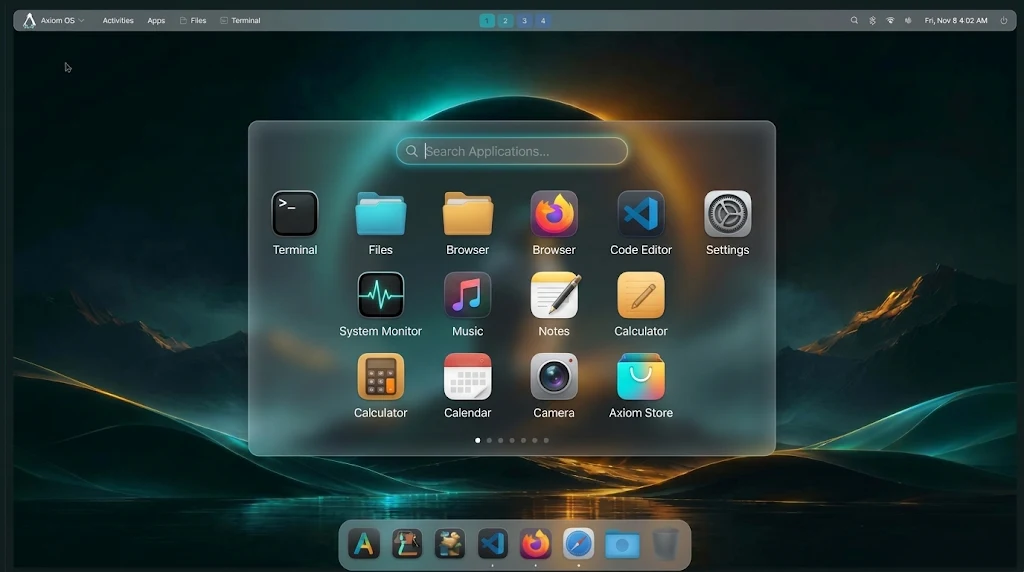 Axiom OS Activities Apps Files Terminal 1 2 3 4 Fri, Nov 8 4:02 AM
Search Applications...
>_
Terminal Files Browser Browser Code Editor Settings
System Monitor Music Notes Calculator
Calculator Calendar Camera Axiom Store
A